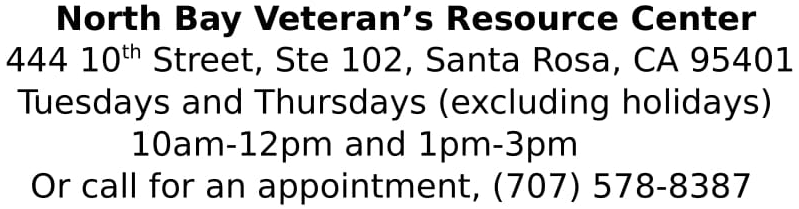 North Bay Veteran’s Resource Center
444 10th Street, Ste 102, Santa Rosa, CA 95401
Tuesdays and Thursdays (excluding holidays)
10am-12pm and 1pm-3pm
Or call for an appointment, (707) 578-8387